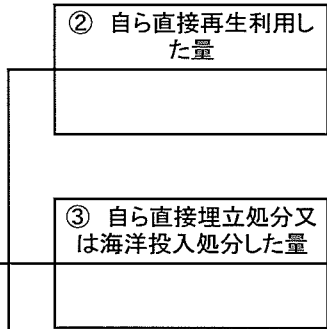 ② 自ら直接再生利用し
た量
③ 自ら直接埋立処分又
は海洋投入処分した量